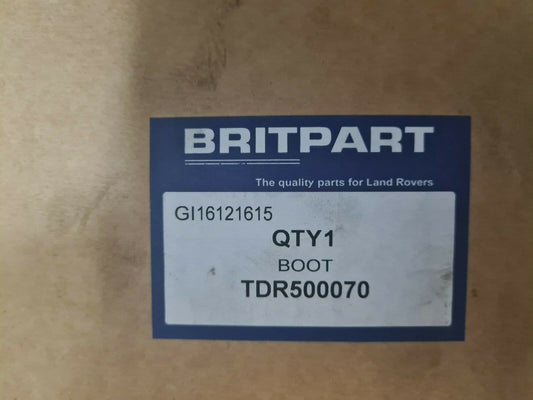 BRITPART
The quality parts for Land Rovers
GI16121615
QTY1
BOOT
TDR500070